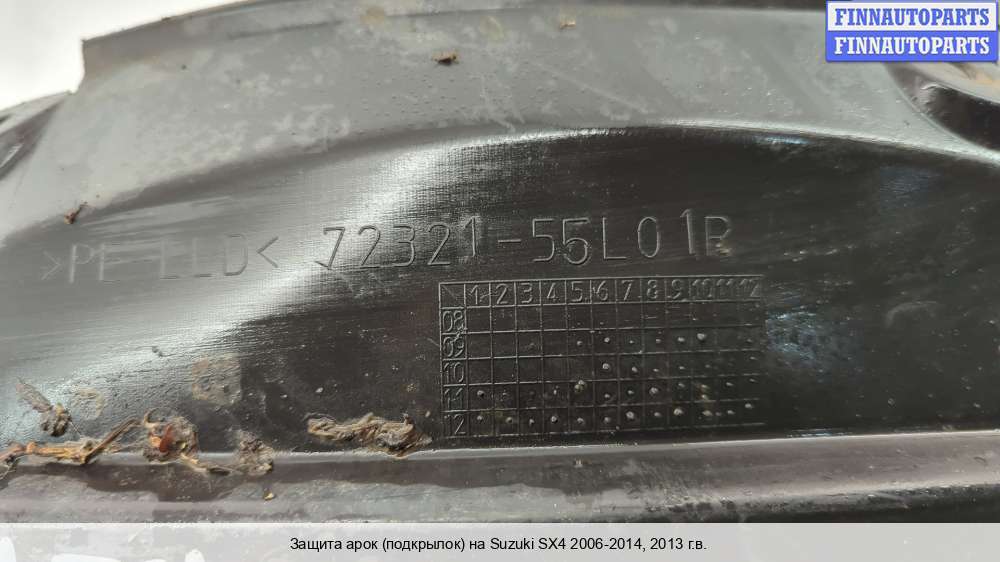 FINNAUTOPARTS
FINNAUTOPARTS
>PE-LLD< 72321-55L01R
1 2 3 4 5 6 7 8 9 10 11 12
08
09
10
11
12
Защита арок (подкрылок) на Suzuki SX4 2006-2014, 2013 г.в.